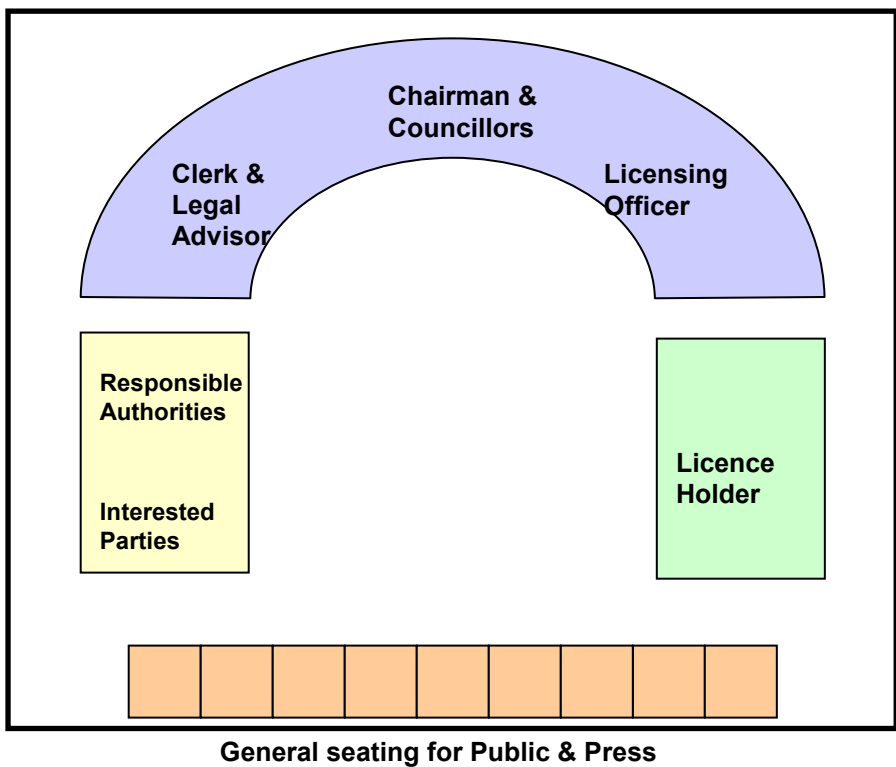 Chairman &
Councillors
Clerk &
Legal
Advisor
Licensing
Officer
Responsible
Authorities
Interested
Parties
Licence
Holder
General seating for Public & Press